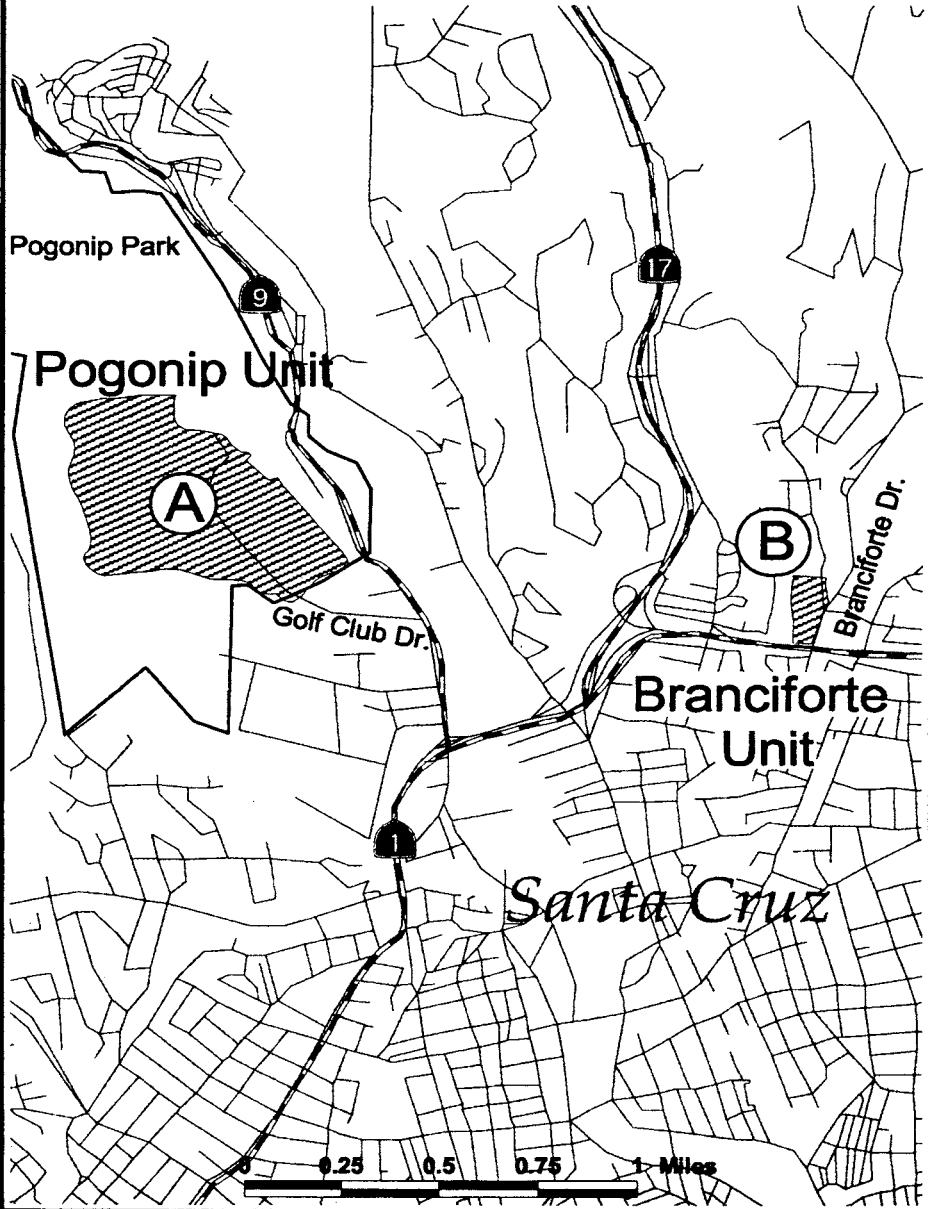 Pogonip Park
9
17
Pogonip Unit
A
B
Branciforte Dr.
Golf Club Dr.
Branciforte
Unit
1
Santa Cruz
0 0.25 0.5 0.75 1 Miles